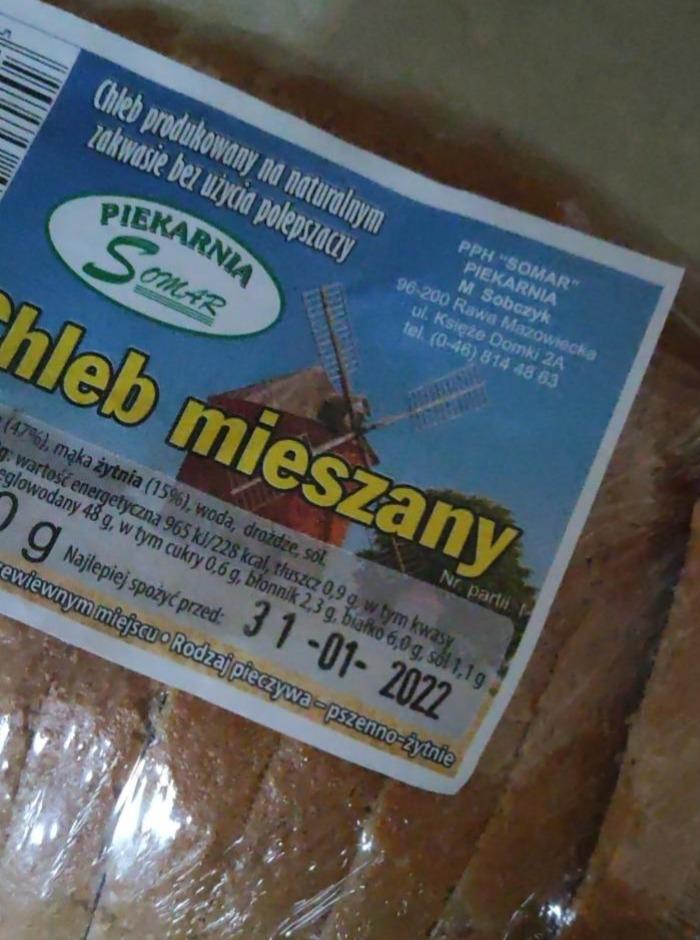 Chleb produkowany na naturalnym
zakwasie bez użycia polepszaczy
PIEKARNIA
SOMAR
PPH "SOMAR"
PIEKARNIA
M. Sobczyk
96-200 Rawa Mazowiecka
ul. Księże Domki 2A
tel. (0-46) 814 48 63
chleb mieszany
(47%), mąka żytnia (15%), woda, drożdże, sól.
g: wartość energetyczna 965 kJ/228 kcal, tłuszcz 0,9 g, w tym kwasy
węglowodany 48 g, w tym cukry 0,6 g, błonnik 2,3 g, białko 6,0 g, sól 1,1 g
0 g
Najlepiej spożyć przed:
31-01-2022
Nr. partii
rzewiewnym miejscu • Rodzaj pieczywa – pszenno-żytnie